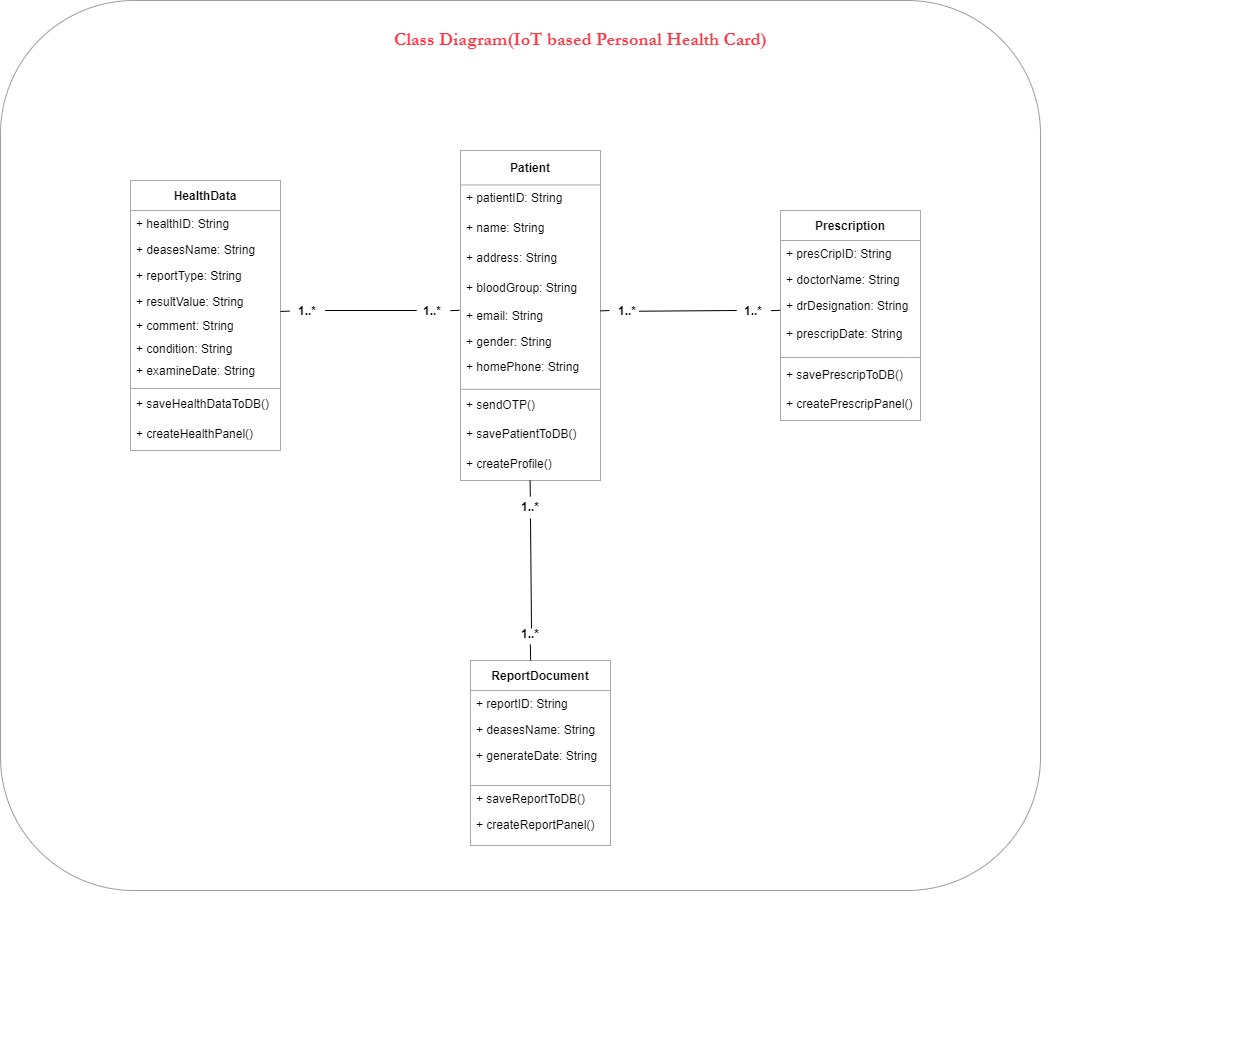 Class Diagram(IoT based Personal Health Card)
HealthData
+ healthID: String
+ deasesName: String
+ reportType: String
+ resultValue: String
+ comment: String
+ condition: String
+ examineDate: String
+ saveHealthDataToDB()
+ createHealthPanel()
1..*
1..*
Patient
+ patientID: String
+ name: String
+ address: String
+ bloodGroup: String
+ email: String
+ gender: String
+ homePhone: String
+ sendOTP()
+ savePatientToDB()
+ createProfile()
1..*
1..*
Prescription
+ presCripID: String
+ doctorName: String
+ drDesignation: String
+ prescripDate: String
+ savePrescripToDB()
+ createPrescripPanel()
1..*
1..*
ReportDocument
+ reportID: String
+ deasesName: String
+ generateDate: String
+ saveReportToDB()
+ createReportPanel()